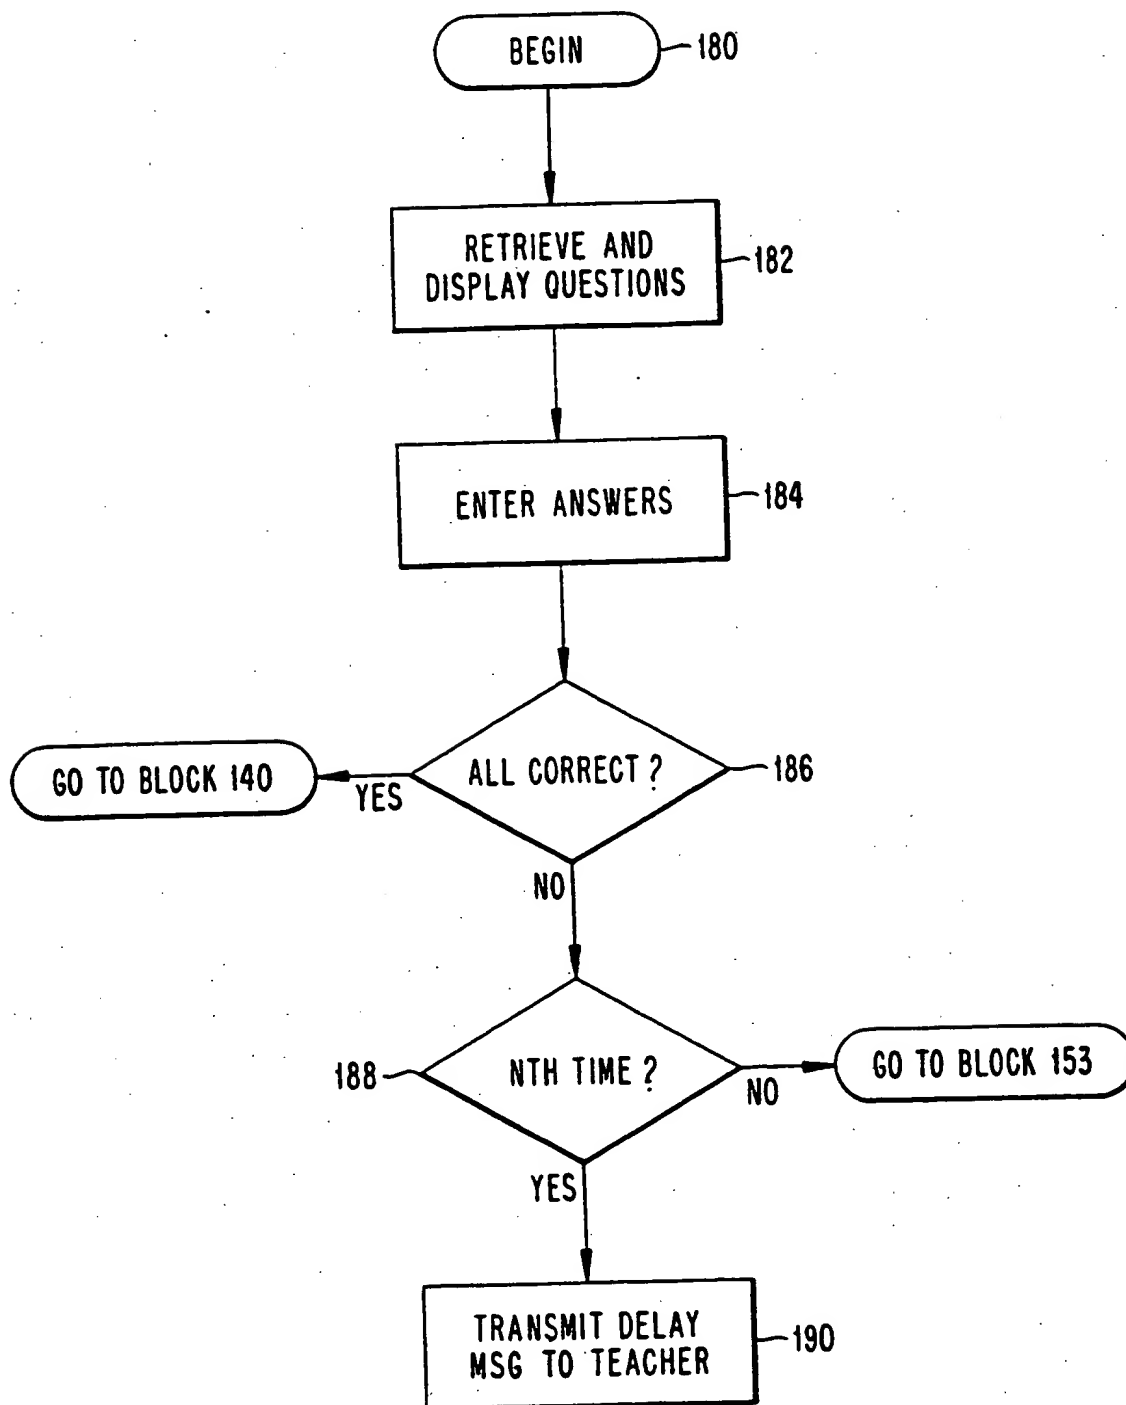 BEGIN
180
RETRIEVE AND
DISPLAY QUESTIONS
182
ENTER ANSWERS
184
ALL CORRECT ?
186
YES
GO TO BLOCK 140
NO
NTH TIME ?
188
NO
GO TO BLOCK 153
YES
TRANSMIT DELAY
MSG TO TEACHER
190